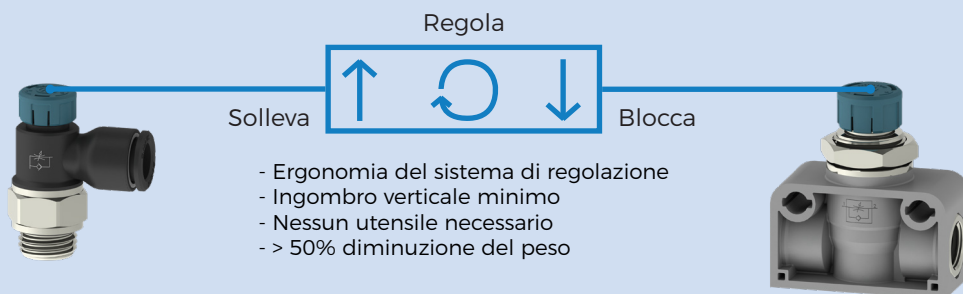 Regola
Solleva
Blocca
- Ergonomia del sistema di regolazione
- Ingombro verticale minimo
- Nessun utensile necessario
- > 50% diminuzione del peso